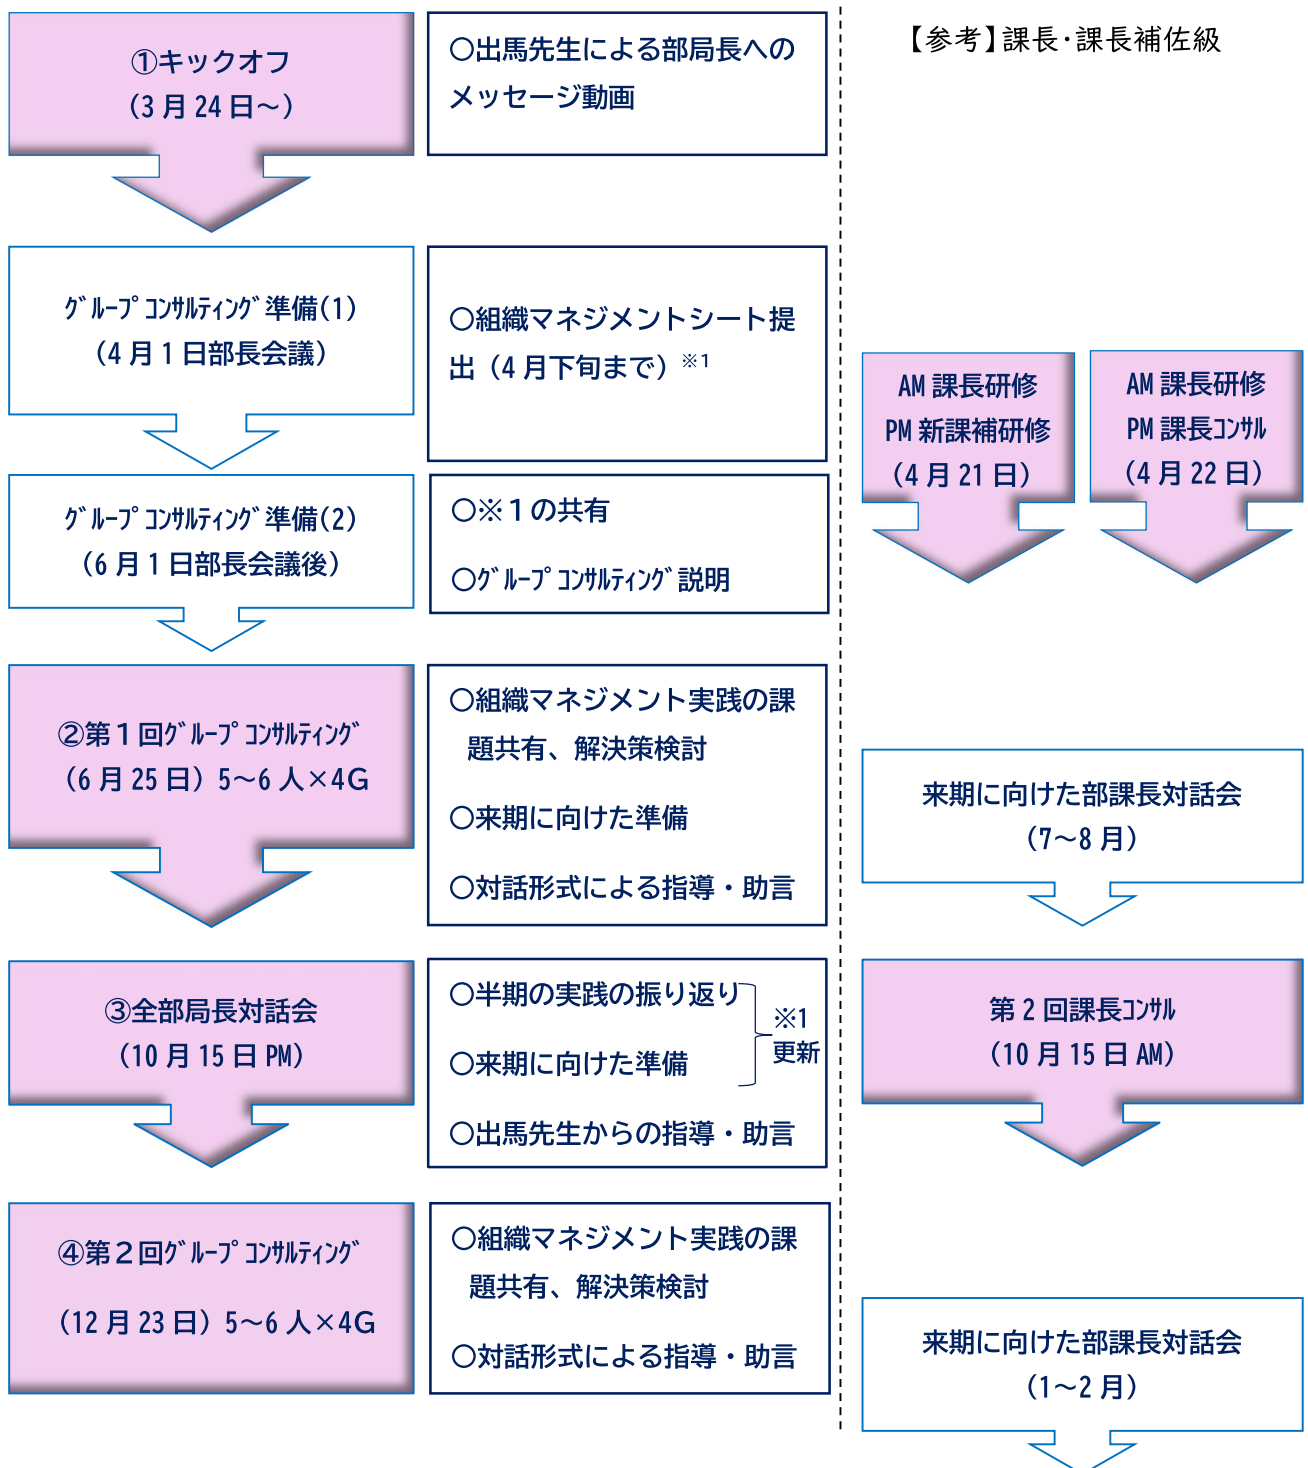 ①キックオフ
（3月24日～）
○出馬先生による部局長への
メッセージ動画
ｸﾞﾙｰﾌﾟｺﾝｻﾙﾃｨﾝｸﾞ準備(1)
（4月1日部長会議）
○組織マネジメントシート提
出（4月下旬まで）※1
ｸﾞﾙｰﾌﾟｺﾝｻﾙﾃｨﾝｸﾞ準備(2)
（6月1日部長会議後）
○※１の共有
○ｸﾞﾙｰﾌﾟｺﾝｻﾙﾃｨﾝｸﾞ説明
②第１回ｸﾞﾙｰﾌﾟｺﾝｻﾙﾃｨﾝｸﾞ
（6月25日）5～6人×4Ｇ
○組織マネジメント実践の課
題共有、解決策検討
○来期に向けた準備
○対話形式による指導・助言
③全部局長対話会
（10月15日PM）
○半期の実践の振り返り
○来期に向けた準備
※1
更新
○出馬先生からの指導・助言
④第２回ｸﾞﾙｰﾌﾟｺﾝｻﾙﾃｨﾝｸﾞ
（12月23日）5～6人×4Ｇ
○組織マネジメント実践の課
題共有、解決策検討
○対話形式による指導・助言
【参考】課長・課長補佐級
AM課長研修
PM新課補研修
（4月21日）
AM課長研修
PM課長ｺﾝｻﾙ
（4月22日）
来期に向けた部課長対話会
（7～8月）
第2回課長ｺﾝｻﾙ
（10月15日AM）
来期に向けた部課長対話会
（1～2月）